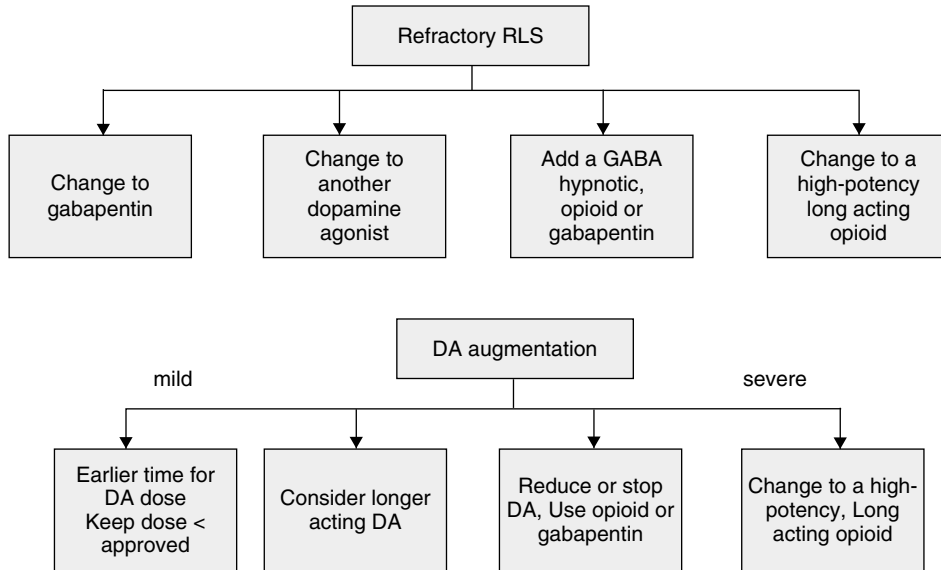 Refractory RLS
Change to
gabapentin
Change to
another
dopamine
agonist
Add a GABA
hypnotic,
opioid or
gabapentin
Change to a
high-potency
long acting
opioid
DA augmentation
mild
severe
Earlier time for
DA dose
Keep dose <
approved
Consider longer
acting DA
Reduce or stop
DA, Use opioid or
gabapentin
Change to a high-
potency, Long
acting opioid